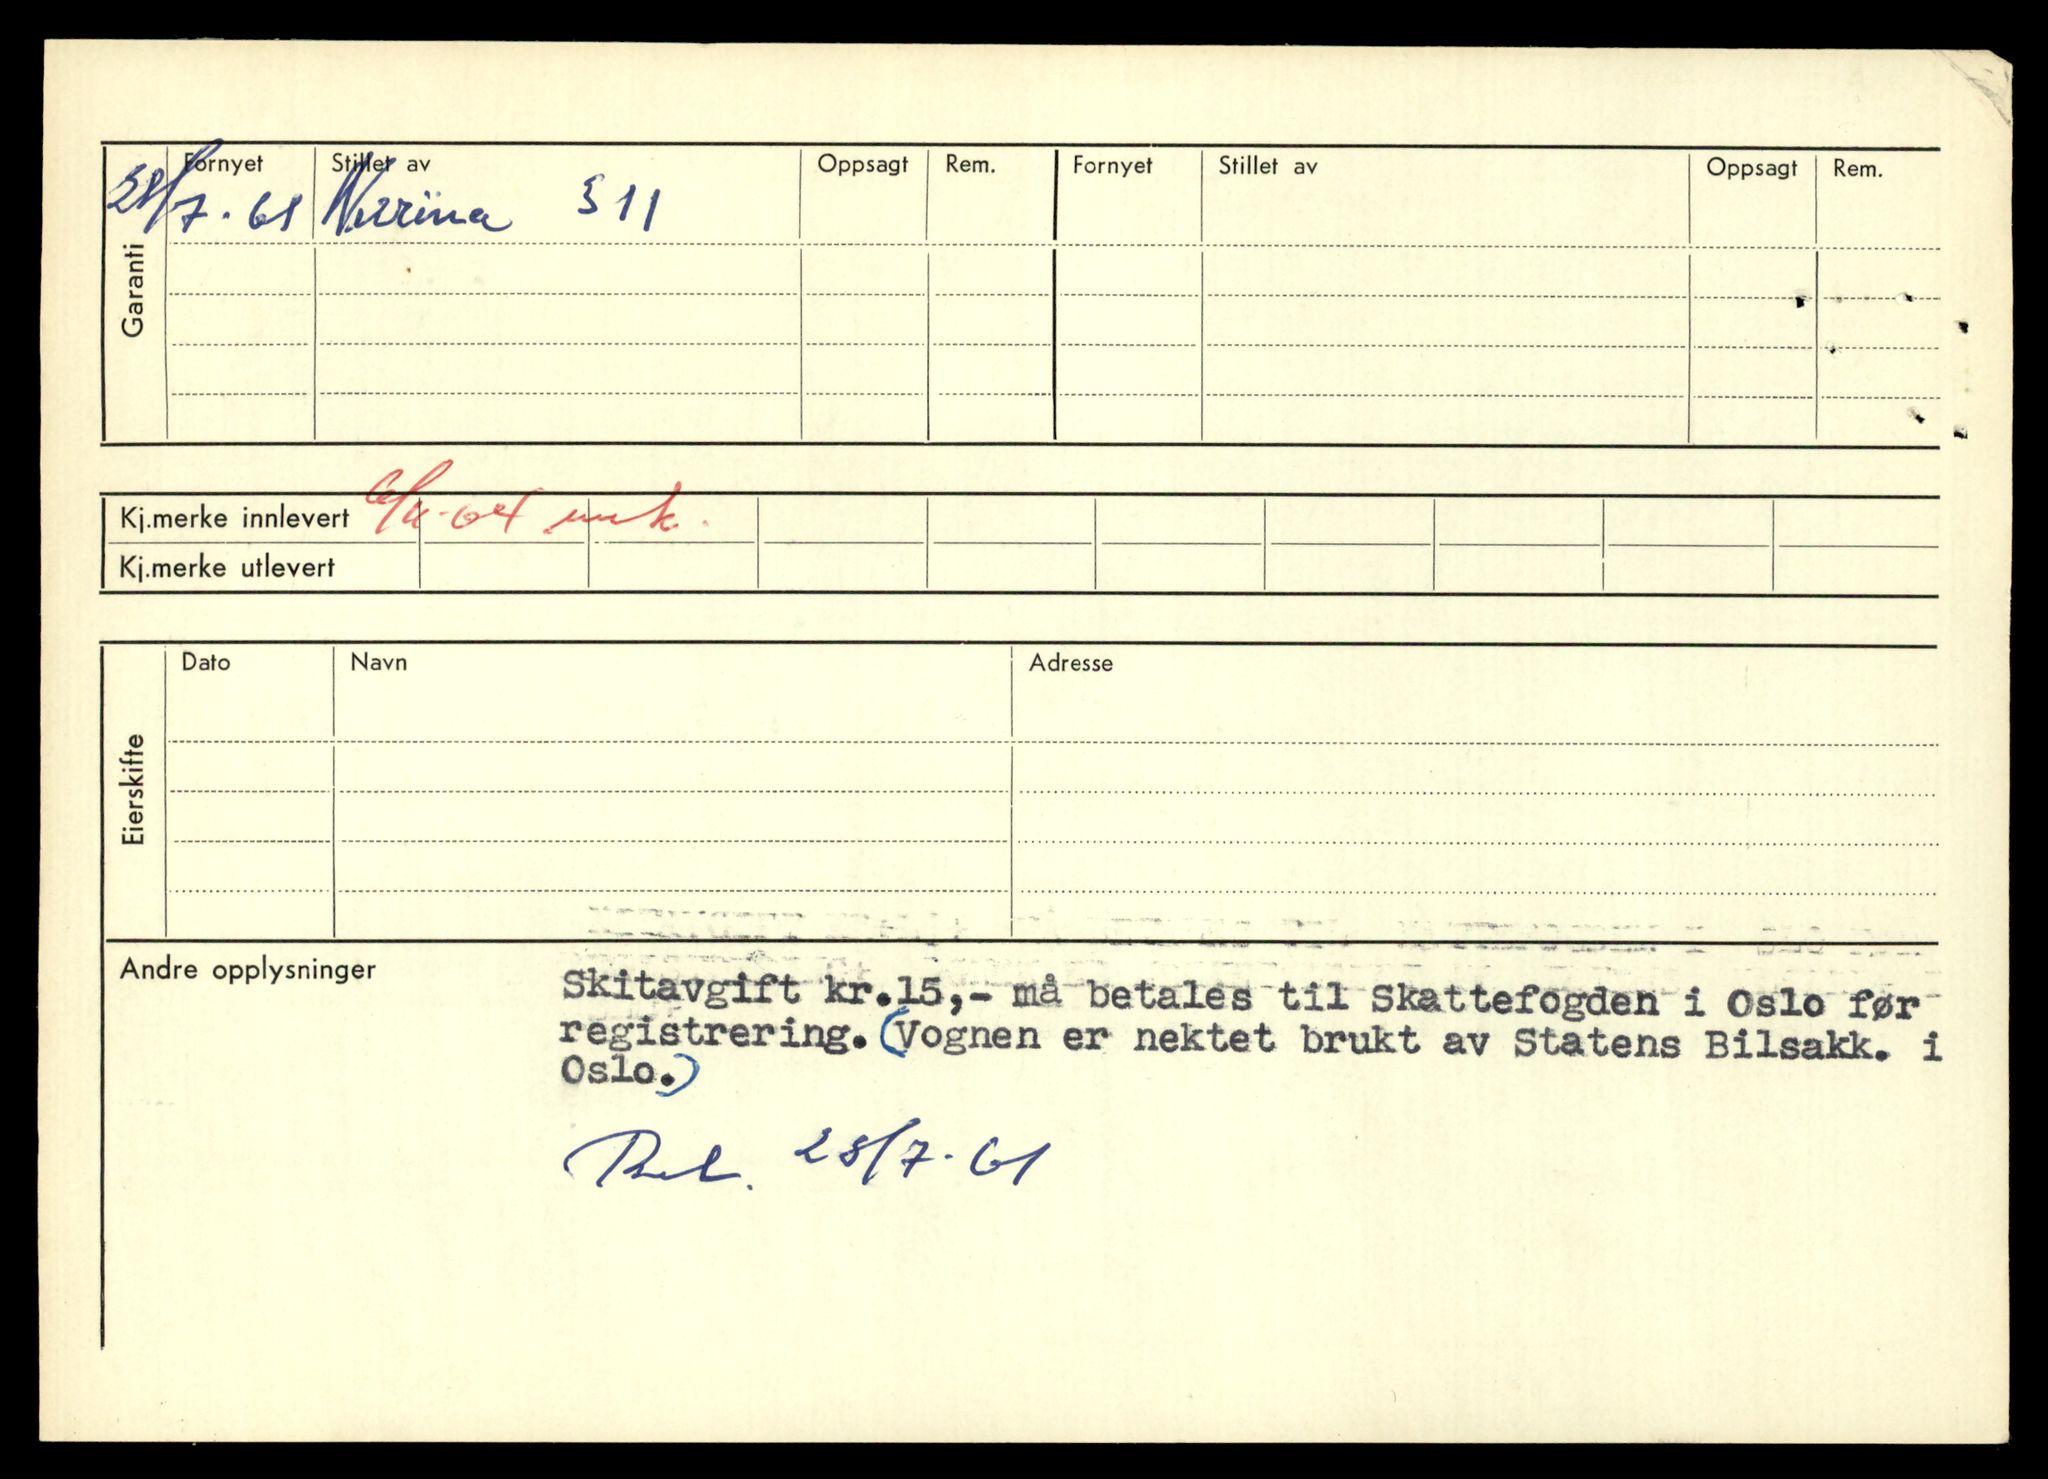 Garanti
Fornyet Stillet av Oppsagt Rem. Fornyet Stillet av Oppsagt Rem.
28/7.61 § 11
Kj.merke innlevert
Kj.merke utlevert
Eierskifte
Dato Navn Adresse
Andre opplysninger
Skitavgift kr.15,- må betales til Skattefogden i Oslo før
registrering. (Vognen er nektet brukt av Statens Bilsakk. i
Oslo.)
28/7.61